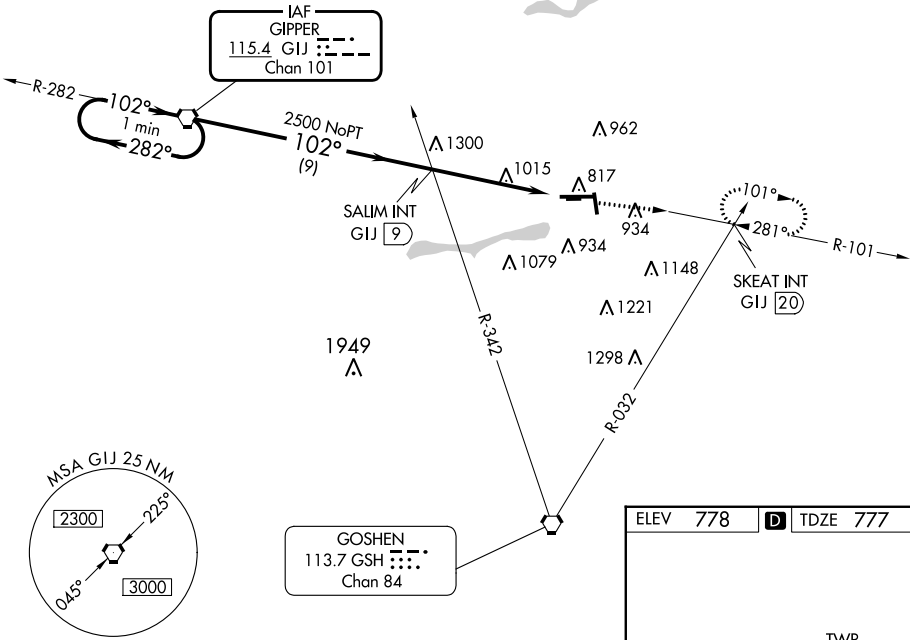 IAF
GIPPER
115.4 GIJ
Chan 101
R-282
102°
1 min
282°
2500 NoPT
102°
(9)
1300
962
1015
817
SALIM INT
GIJ 9
934
101°
281°
R-101
934
1079
1148
SKEAT INT
GIJ 20
1221
R-342
1949
1298
R-032
MSA GIJ 25 NM
2300
225°
045°
3000
GOSHEN
113.7 GSH
Chan 84
ELEV 778 D TDZE 777
TWR